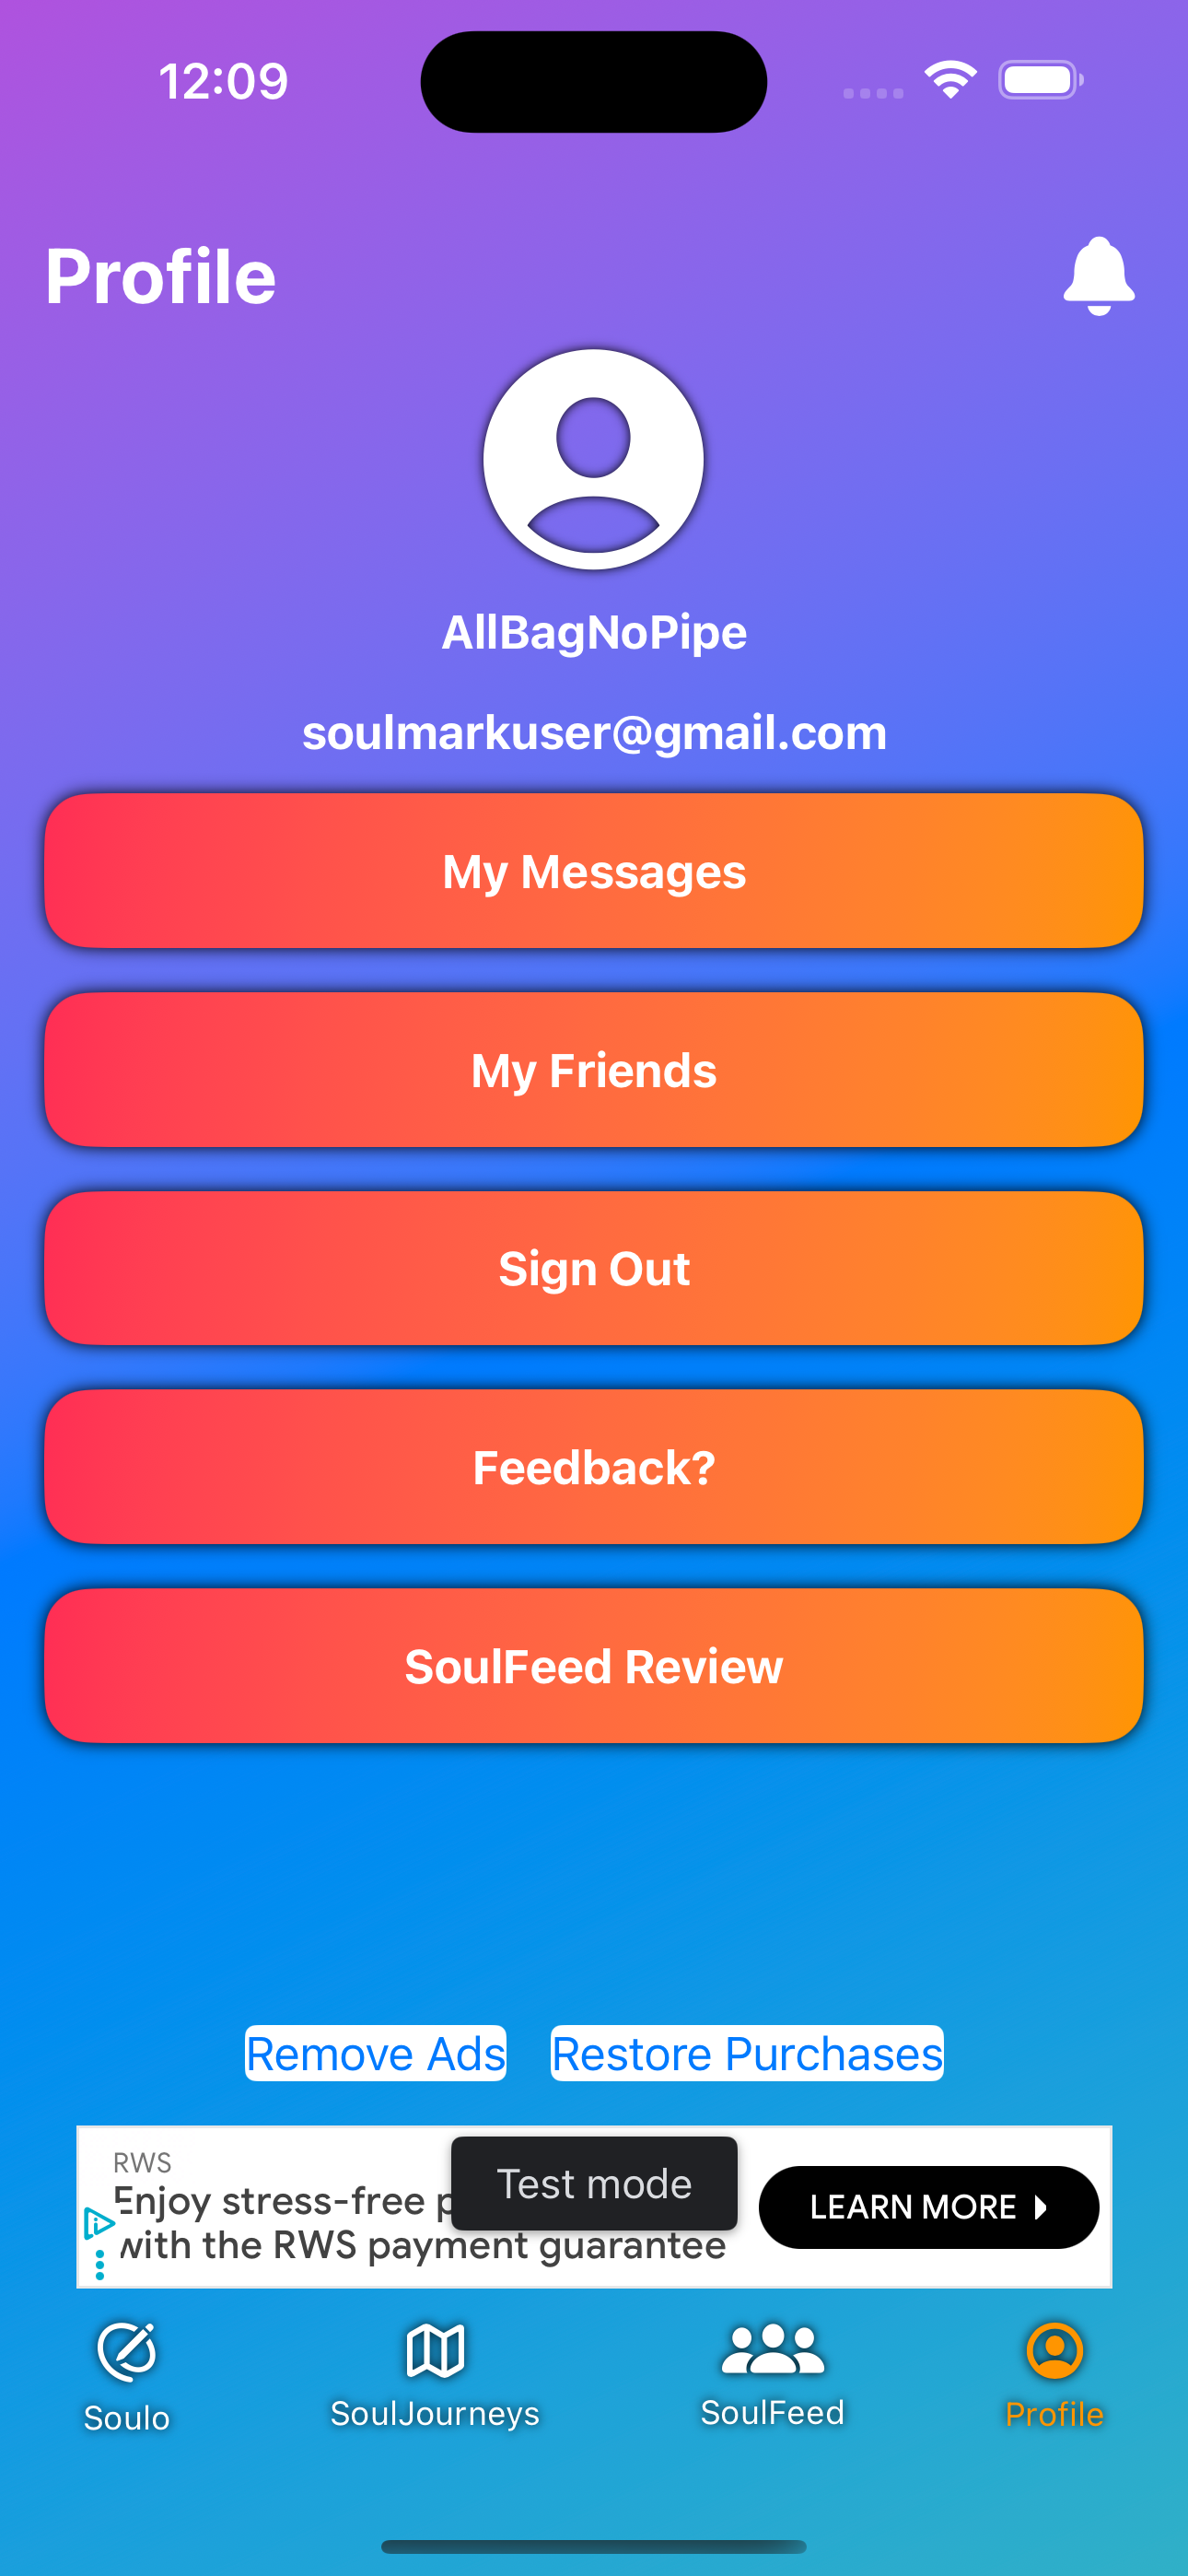 12:09
Profile
AllBagNoPipe
soulmarkuser@gmail.com
My Messages
My Friends
Sign Out
Feedback?
SoulFeed Review
Remove Ads
Restore Purchases
RWS
Enjoy stress-free
Test mode
with the RWS payment guarantee
LEARN MORE
Soulo
SoulJourneys
SoulFeed
Profile